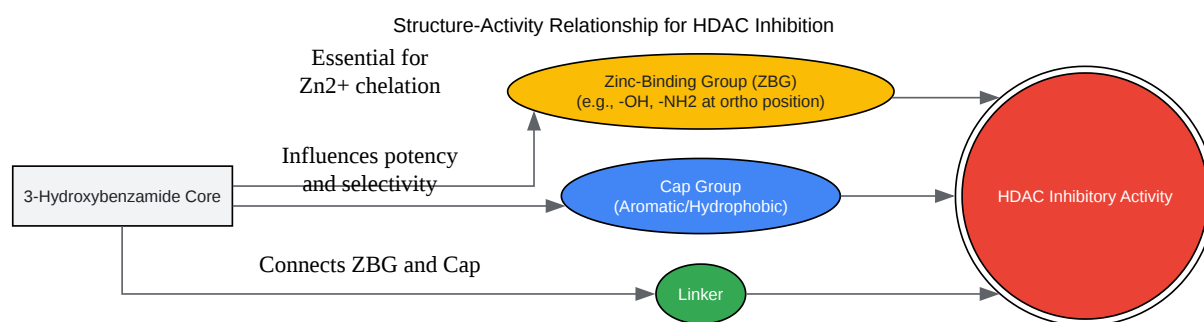 Structure-Activity Relationship for HDAC Inhibition
Essential for
Zn2+ chelation
Zinc-Binding Group (ZBG)
(e.g., -OH, -NH2 at ortho position)
Influences potency
and selectivity
3-Hydroxybenzamide Core
Cap Group
(Aromatic/Hydrophobic)
HDAC Inhibitory Activity
Connects ZBG and Cap
Linker